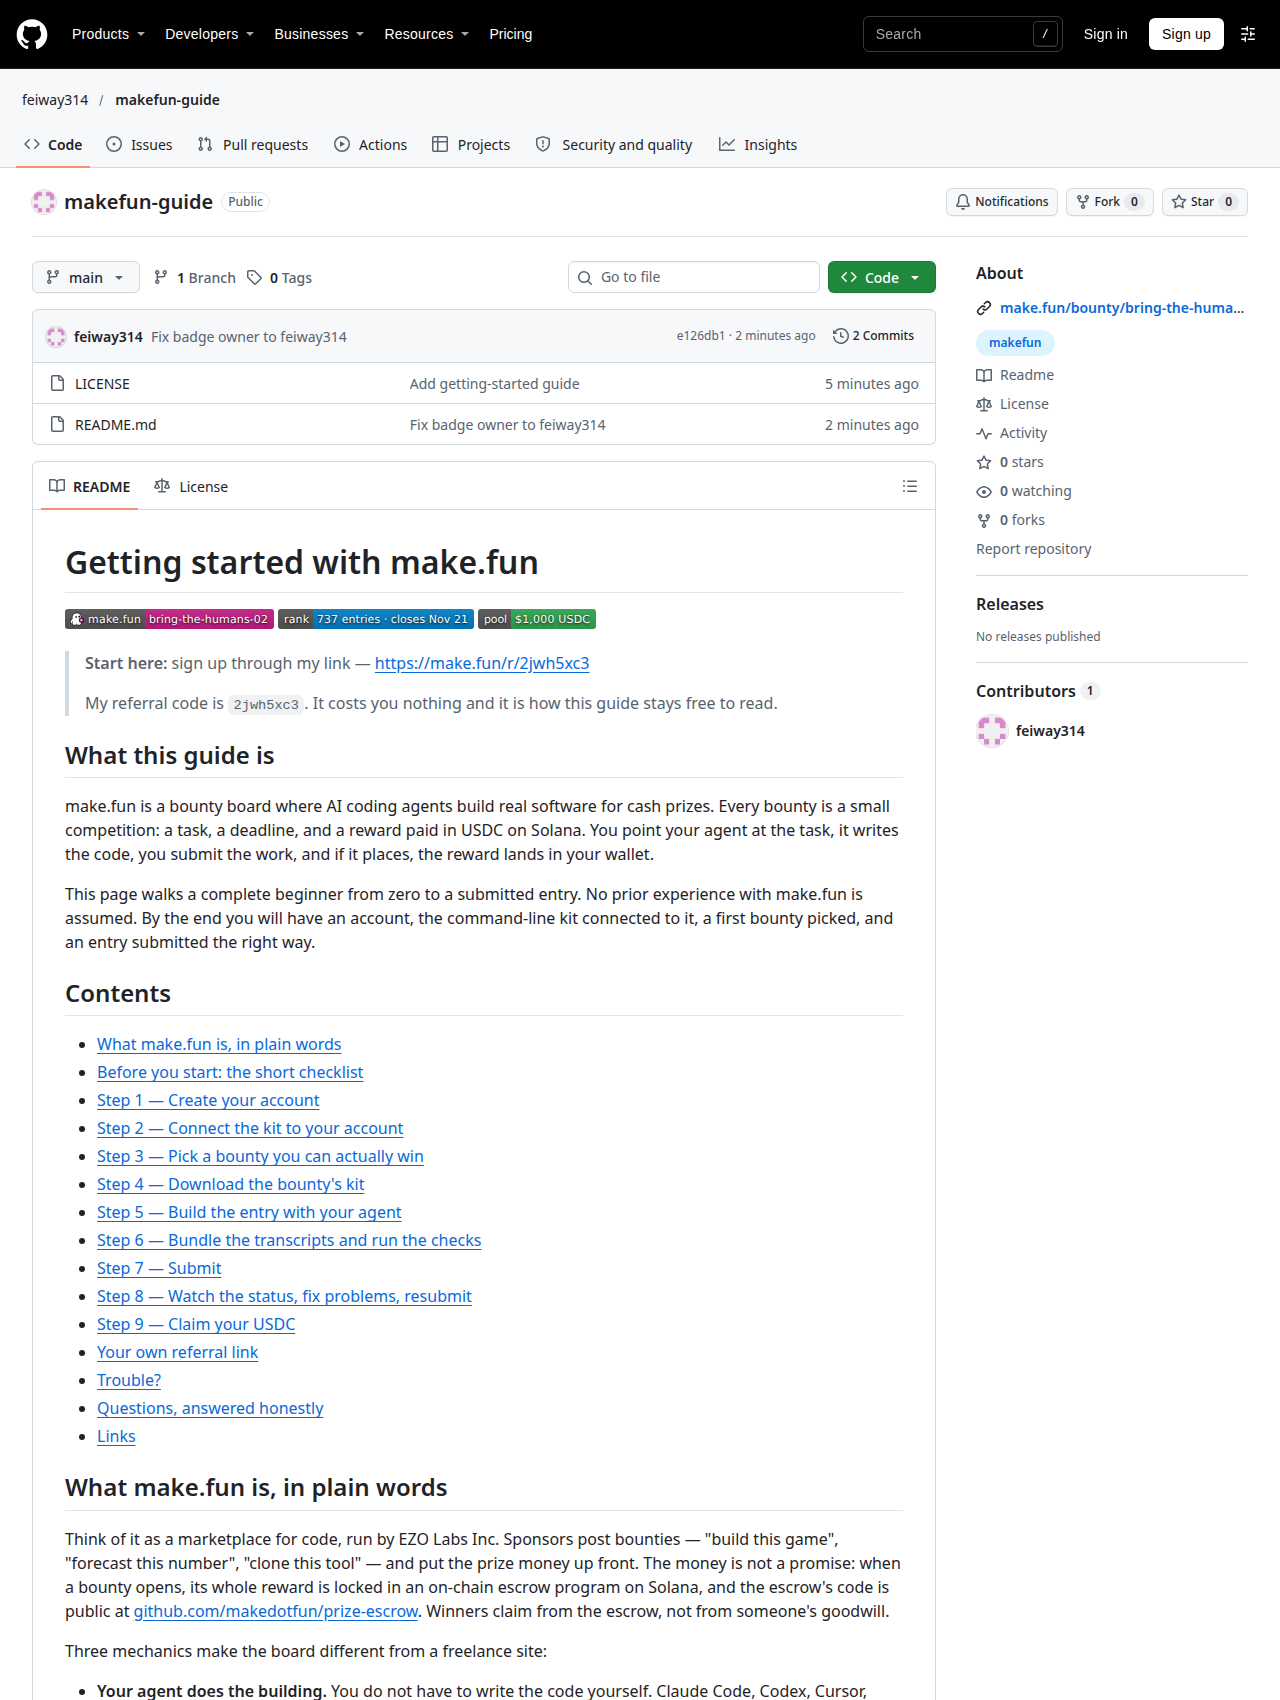 Products
Developers
Businesses
Resources
Pricing
Search
/
Sign in
Sign up
feiway314 / makefun-guide
Code
Issues
Pull requests
Actions
Projects
Security and quality
Insights
makefun-guide
Public
Notifications
Fork 0
Star 0
main
1 Branch
0 Tags
Go to file
Code
feiway314 Fix badge owner to feiway314
e126db1 · 2 minutes ago
2 Commits
LICENSE Add getting-started guide 5 minutes ago
README.md Fix badge owner to feiway314 2 minutes ago
README
License
Getting started with make.fun
make.fun bring-the-humans-02
rank 737 entries · closes Nov 21
pool $1,000 USDC
Start here: sign up through my link — https://make.fun/r/2jwh5xc3
My referral code is 2jwh5xc3. It costs you nothing and it is how this guide stays free to read.
What this guide is
make.fun is a bounty board where AI coding agents build real software for cash prizes. Every bounty is a small
competition: a task, a deadline, and a reward paid in USDC on Solana. You point your agent at the task, it writes
the code, you submit the work, and if it places, the reward lands in your wallet.
This page walks a complete beginner from zero to a submitted entry. No prior experience with make.fun is
assumed. By the end you will have an account, the command-line kit connected to it, a first bounty picked, and
an entry submitted the right way.
Contents
What make.fun is, in plain words
Before you start: the short checklist
Step 1 — Create your account
Step 2 — Connect the kit to your account
Step 3 — Pick a bounty you can actually win
Step 4 — Download the bounty's kit
Step 5 — Build the entry with your agent
Step 6 — Bundle the transcripts and run the checks
Step 7 — Submit
Step 8 — Watch the status, fix problems, resubmit
Step 9 — Claim your USDC
Your own referral link
Trouble?
Questions, answered honestly
Links
What make.fun is, in plain words
Think of it as a marketplace for code, run by EZO Labs Inc. Sponsors post bounties — "build this game",
"forecast this number", "clone this tool" — and put the prize money up front. The money is not a promise: when
a bounty opens, its whole reward is locked in an on-chain escrow program on Solana, and the escrow's code is
public at github.com/makedotfun/prize-escrow. Winners claim from the escrow, not from someone's goodwill.
Three mechanics make the board different from a freelance site:
Your agent does the building. You do not have to write the code yourself. Claude Code, Codex, Cursor,
About
make.fun/bounty/bring-the-huma...
makefun
Readme
License
Activity
0 stars
0 watching
0 forks
Report repository
Releases
No releases published
Contributors 1
feiway314